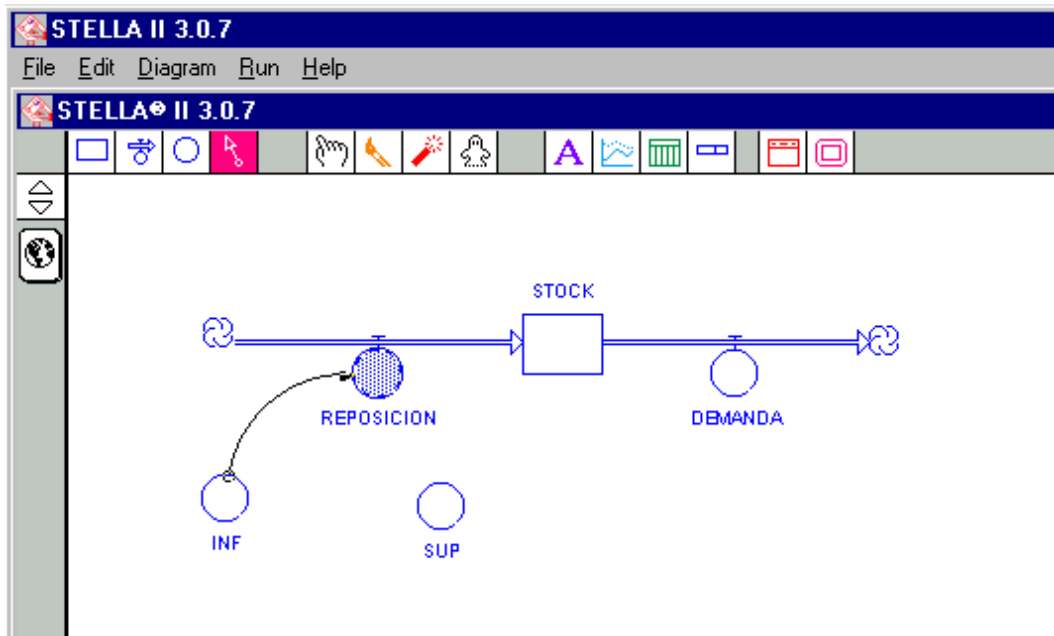 STELLA II 3.0.7
File Edit Diagram Run Help
STELLA® II 3.0.7
A
STOCK
REPOSICION
DEMANDA
INF
SUP